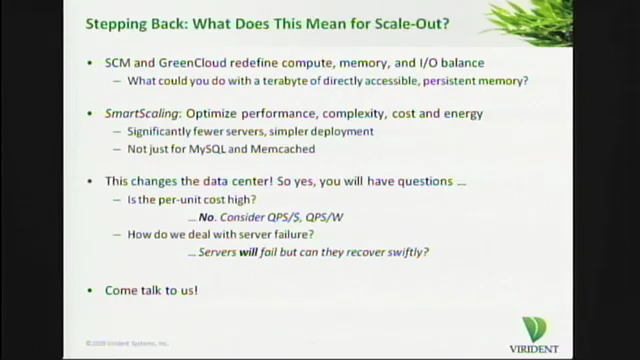 Stepping Back: What Does This Mean for Scale-Out?
• SCM and GreenCloud redefine compute, memory, and I/O balance
– What could you do with a terabyte of directly accessible, persistent memory?
• SmartScaling: Optimize performance, complexity, cost and energy
– Significantly fewer servers, simpler deployment
– Not just for MySQL and Memcached
• This changes the data center! So yes, you will have questions …
– Is the per-unit cost high?
… No. Consider QPS/$, QPS/W
– How do we deal with server failure?
… Servers will fail but can they recover swiftly?
• Come talk to us!
©2009 Virident Systems, Inc.
VIRIDENT